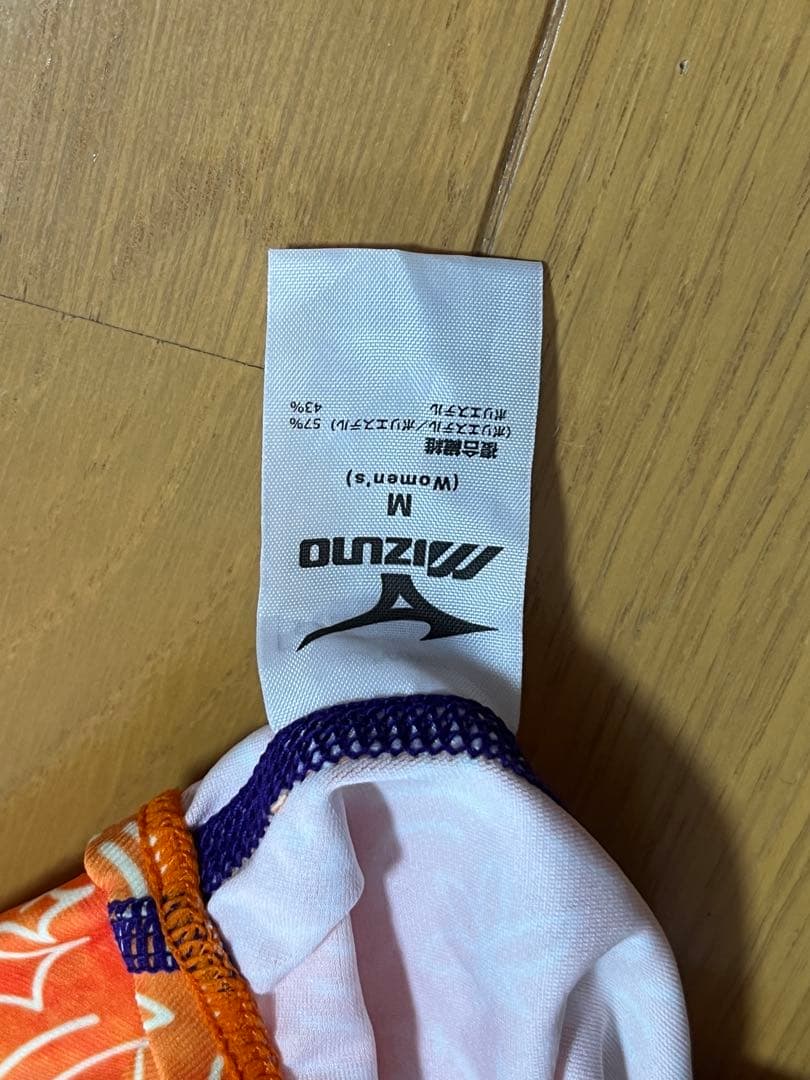 MIZUNO
M
(Women's)
複合繊維
(ポリエステル/ポリエステル) 57%
ポリエステル 43%